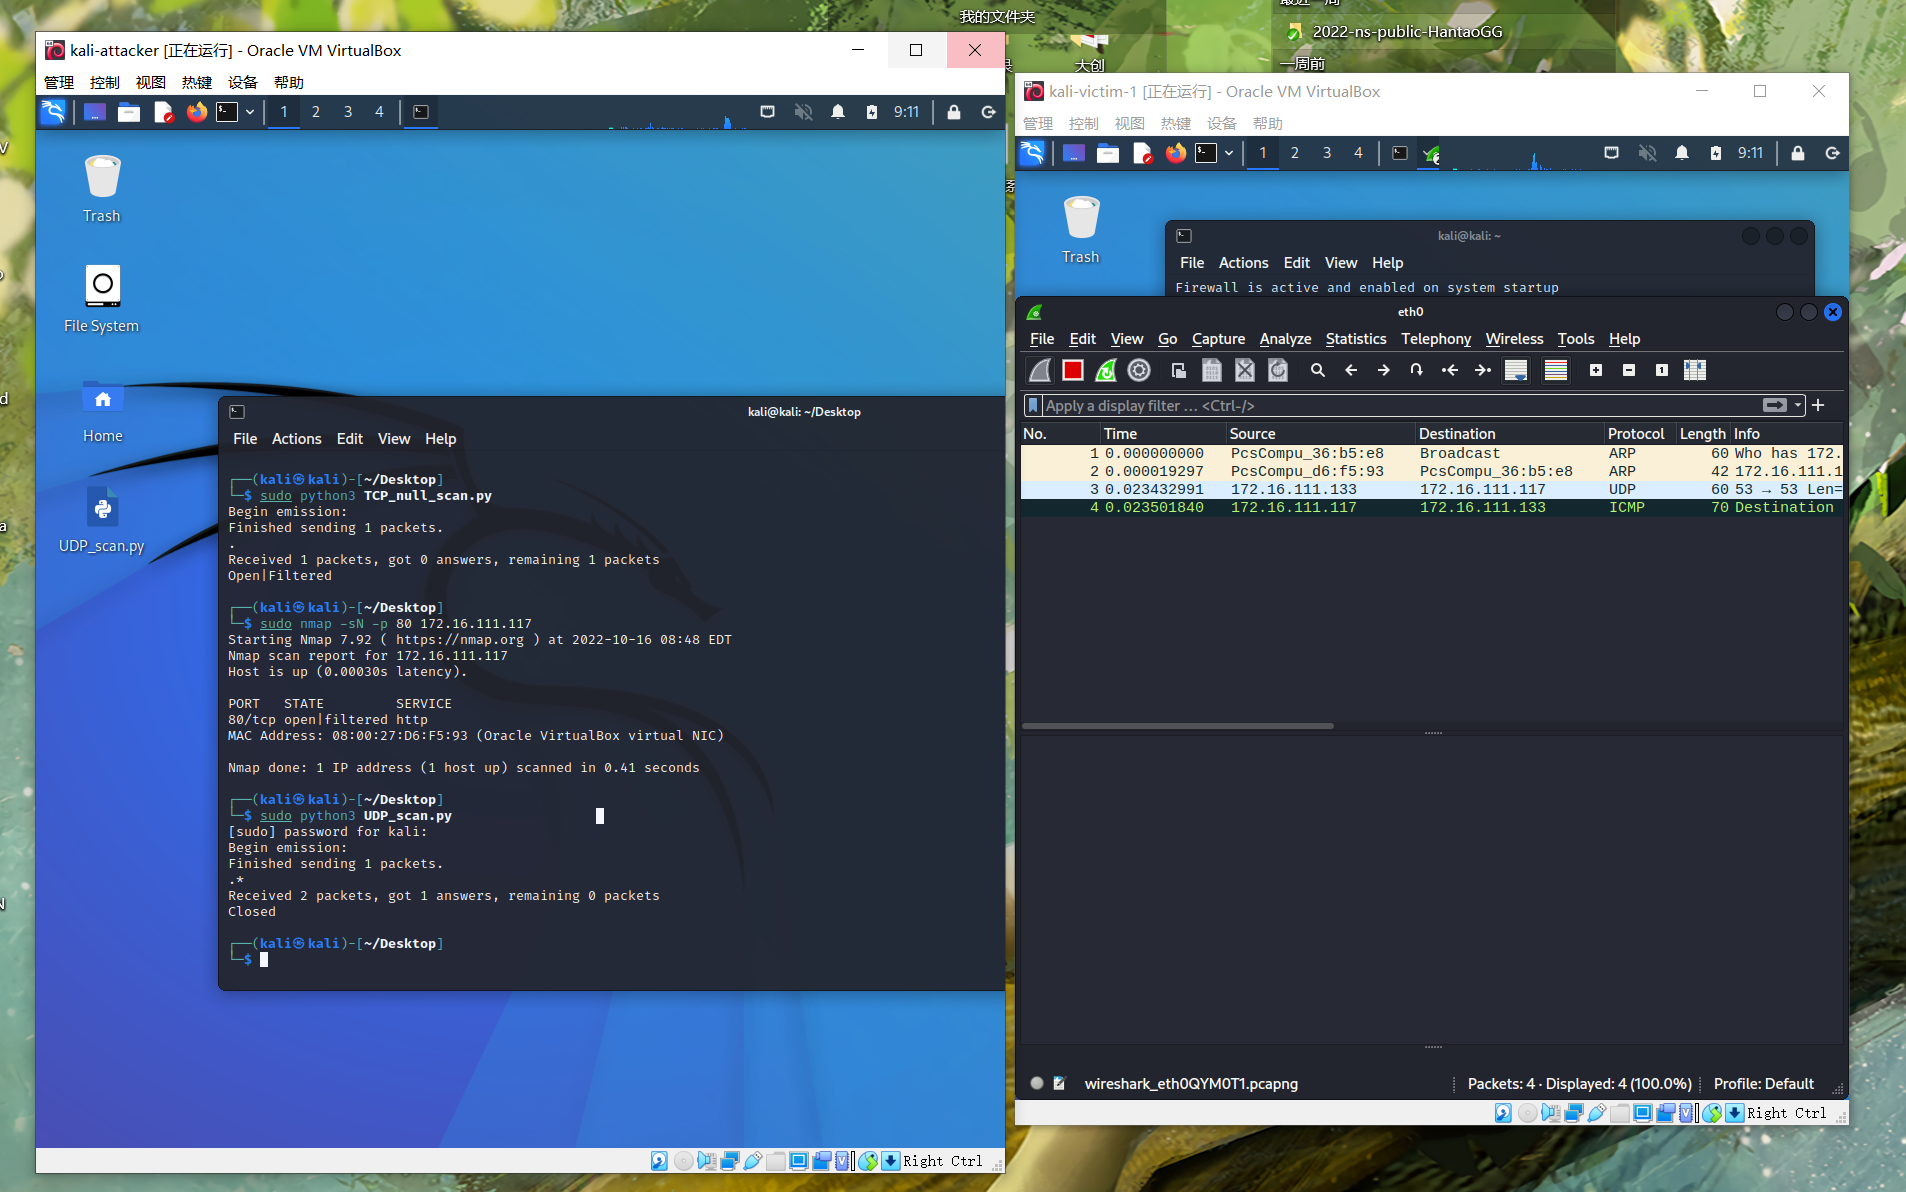 我的文件夹
2022-ns-public-HantaoGG
一周前
大创
kali-attacker [正在运行] - Oracle VM VirtualBox
管理 控制 视图 热键 设备 帮助
1 2 3 4 9:11
Trash
File System
Home
UDP_scan.py
kali@kali: ~/Desktop
File Actions Edit View Help
┌──(kali㉿kali)-[~/Desktop]
└─$ sudo python3 TCP_null_scan.py
Begin emission:
Finished sending 1 packets.
.
Received 1 packets, got 0 answers, remaining 1 packets
Open|Filtered
┌──(kali㉿kali)-[~/Desktop]
└─$ sudo nmap -sN -p 80 172.16.111.117
Starting Nmap 7.92 ( https://nmap.org ) at 2022-10-16 08:48 EDT
Nmap scan report for 172.16.111.117
Host is up (0.00030s latency).
PORT STATE SERVICE
80/tcp open|filtered http
MAC Address: 08:00:27:D6:F5:93 (Oracle VirtualBox virtual NIC)
Nmap done: 1 IP address (1 host up) scanned in 0.41 seconds
┌──(kali㉿kali)-[~/Desktop]
└─$ sudo python3 UDP_scan.py
[sudo] password for kali:
Begin emission:
Finished sending 1 packets.
.*
Received 2 packets, got 1 answers, remaining 0 packets
Closed
┌──(kali㉿kali)-[~/Desktop]
└─$
Right Ctrl
kali-victim-1 [正在运行] - Oracle VM VirtualBox
管理 控制 视图 热键 设备 帮助
1 2 3 4 9:11
Trash
kali@kali: ~
File Actions Edit View Help
Firewall is active and enabled on system startup
eth0
File Edit View Go Capture Analyze Statistics Telephony Wireless Tools Help
Apply a display filter … <Ctrl-/>
No. Time Source Destination Protocol Length Info
1 0.000000000 PcsCompu_36:b5:e8 Broadcast ARP 60 Who has 172.
2 0.000019297 PcsCompu_d6:f5:93 PcsCompu_36:b5:e8 ARP 42 172.16.111.1
3 0.023432991 172.16.111.133 172.16.111.117 UDP 60 53 → 53 Len=
4 0.023501840 172.16.111.117 172.16.111.133 ICMP 70 Destination
wireshark_eth0QYM0T1.pcapng
Packets: 4 · Displayed: 4 (100.0%)
Profile: Default
Right Ctrl